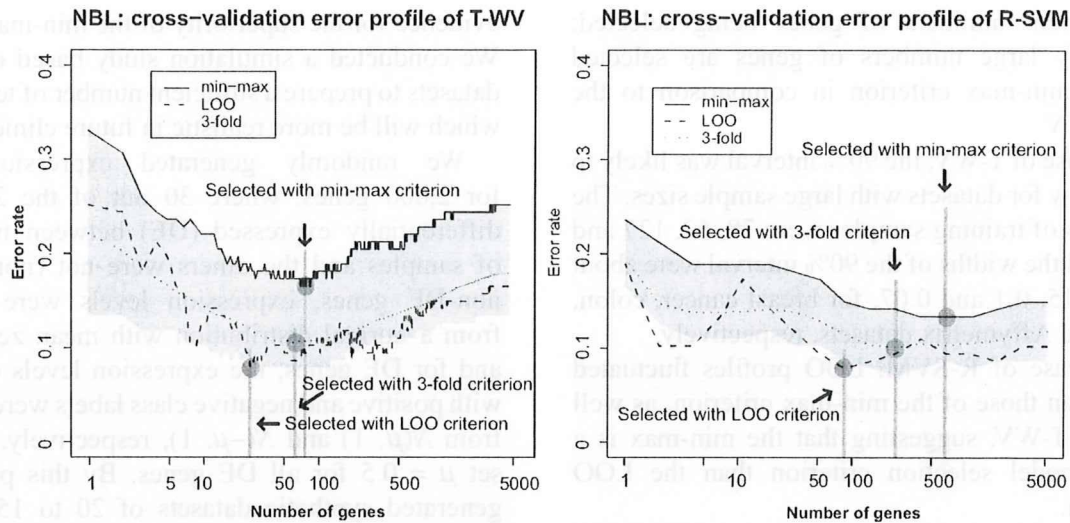 NBL: cross-validation error profile of T-WV
0.4
0.3
0.2
0.1
0
Error rate
min-max
LOO
3-fold
Selected with min-max criterion
Selected with 3-fold criterion
Selected with LOO criterion
1
5
10
50
100
500
5000
Number of genes
NBL: cross-validation error profile of R-SVM
0.4
0.3
0.2
0.1
0
Error rate
min-max
LOO
3-fold
Selected with min-max criterion
Selected with 3-fold criterion
Selected with LOO criterion
1
5
10
50
100
500
5000
Number of genes